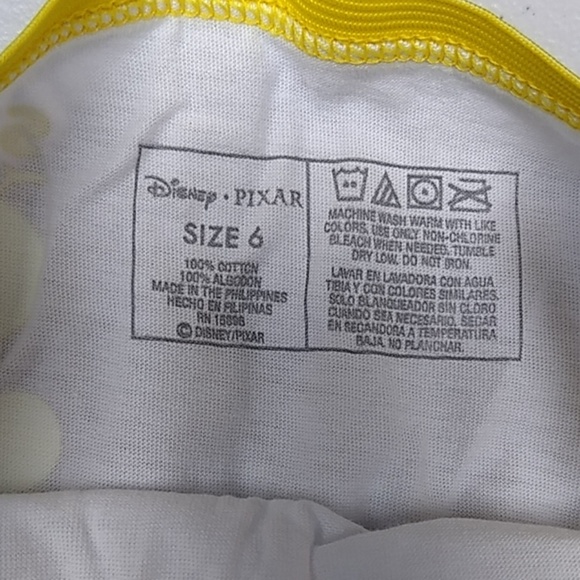 Disney · PIXAR
SIZE 6
100% COTTON
100% ALGODON
MADE IN THE PHILIPPINES
HECHO EN FILIPINAS
RN 15898
© DISNEY/PIXAR
MACHINE WASH WARM WITH LIKE
COLORS. USE ONLY NON-CHLORINE
BLEACH WHEN NEEDED. TUMBLE
DRY LOW. DO NOT IRON.
LAVAR EN LAVADORA CON AGUA
TIBIA Y CON COLORES SIMILARES.
SOLO BLANQUEADOR SIN CLORO
CUANDO SEA NECESARIO. SECAR
EN SECANDORA A TEMPERATURA
BAJA. NO PLANCHAR.